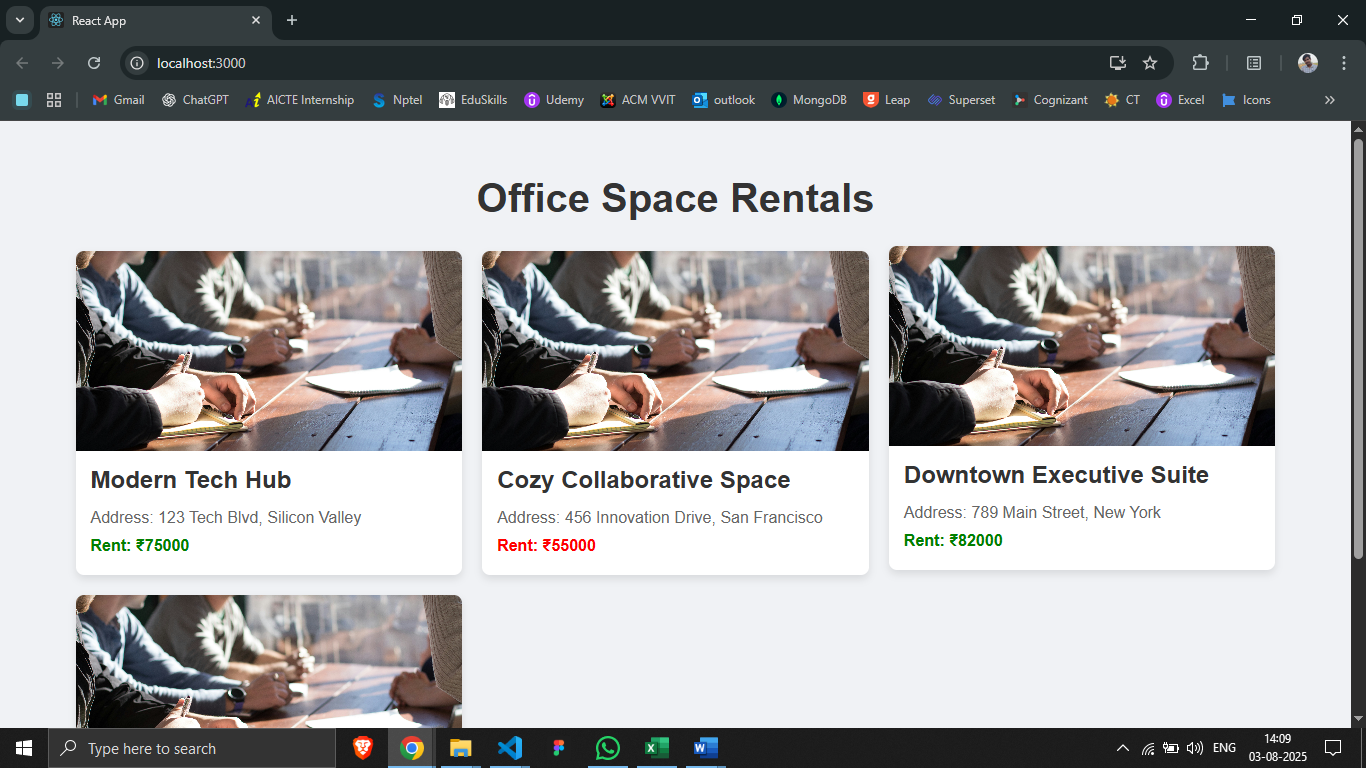 React App
localhost:3000
Gmail ChatGPT AICTE Internship Nptel EduSkills Udemy ACM VVIT outlook MongoDB Leap Superset Cognizant CT Excel Icons
Office Space Rentals
Modern Tech Hub
Address: 123 Tech Blvd, Silicon Valley
Rent: ₹75000
Cozy Collaborative Space
Address: 456 Innovation Drive, San Francisco
Rent: ₹55000
Downtown Executive Suite
Address: 789 Main Street, New York
Rent: ₹82000
Type here to search
ENG
14:09
03-08-2025